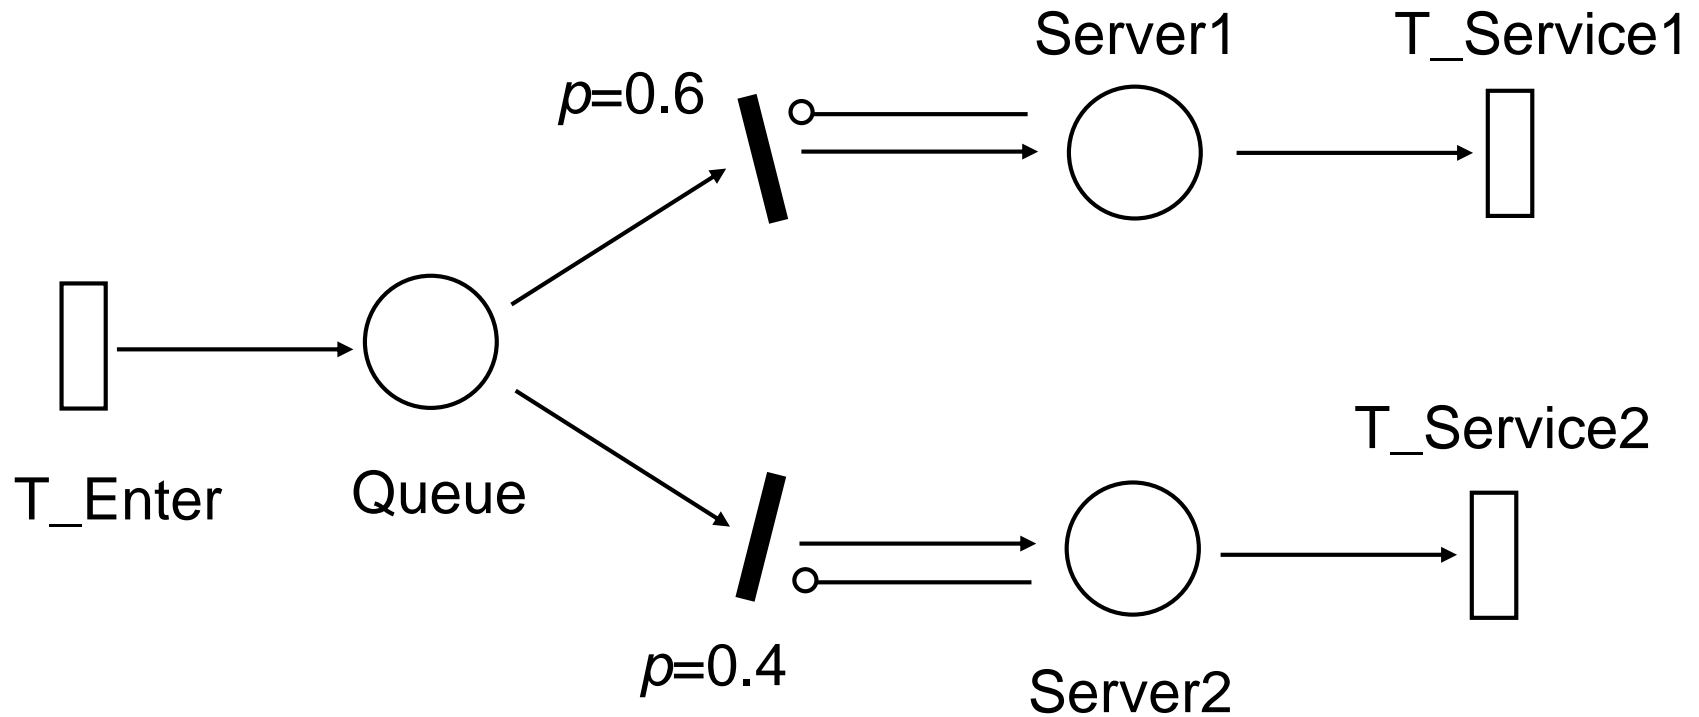 Server1
T_Service1
p=0.6
T_Enter
Queue
T_Service2
p=0.4
Server2